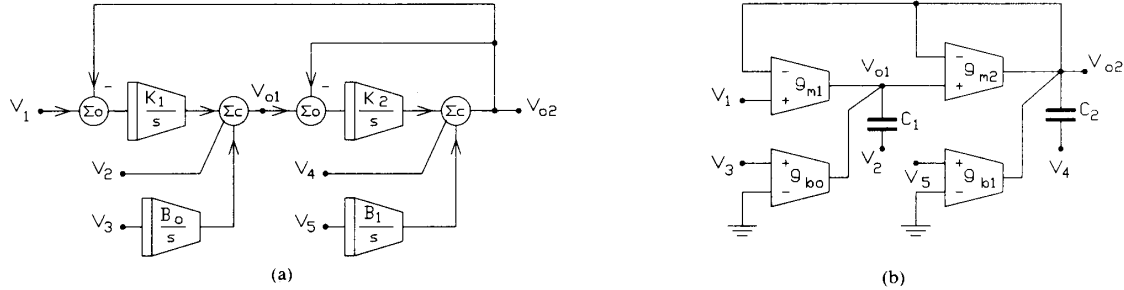 V1 Σo − K1/s Σc Vo1 Σo − K2/s Σc Vo2
V2
V4
V3 Bo/s
V5 B1/s
(a)
V1 − + gm1 Vo1 − + gm2 Vo2
C1
V2
C2
V4
V3 + − gbo
V5 + − gb1
(b)